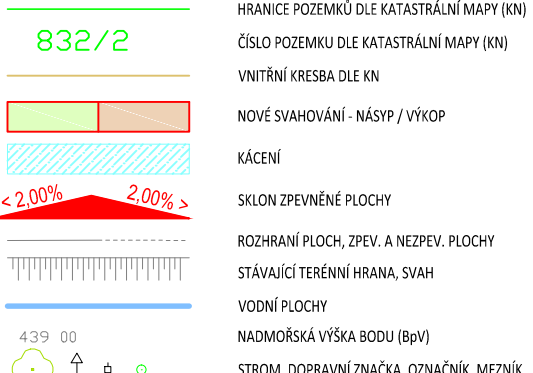 HRANICE POZEMKŮ DLE KATASTRÁLNÍ MAPY (KN)
832/2 ČÍSLO POZEMKU DLE KATASTRÁLNÍ MAPY (KN)
VNITŘNÍ KRESBA DLE KN
NOVÉ SVAHOVÁNÍ - NÁSYP / VÝKOP
KÁCENÍ
< 2,00% 2,00% > SKLON ZPEVNĚNÉ PLOCHY
ROZHRANÍ PLOCH, ZPEV. A NEZPEV. PLOCHY
STÁVAJÍCÍ TERÉNNÍ HRANA, SVAH
VODNÍ PLOCHY
439 00 NADMOŘSKÁ VÝŠKA BODU (BpV)
STROM, DOPRAVNÍ ZNAČKA, OZNAČNÍK, MEZNÍK